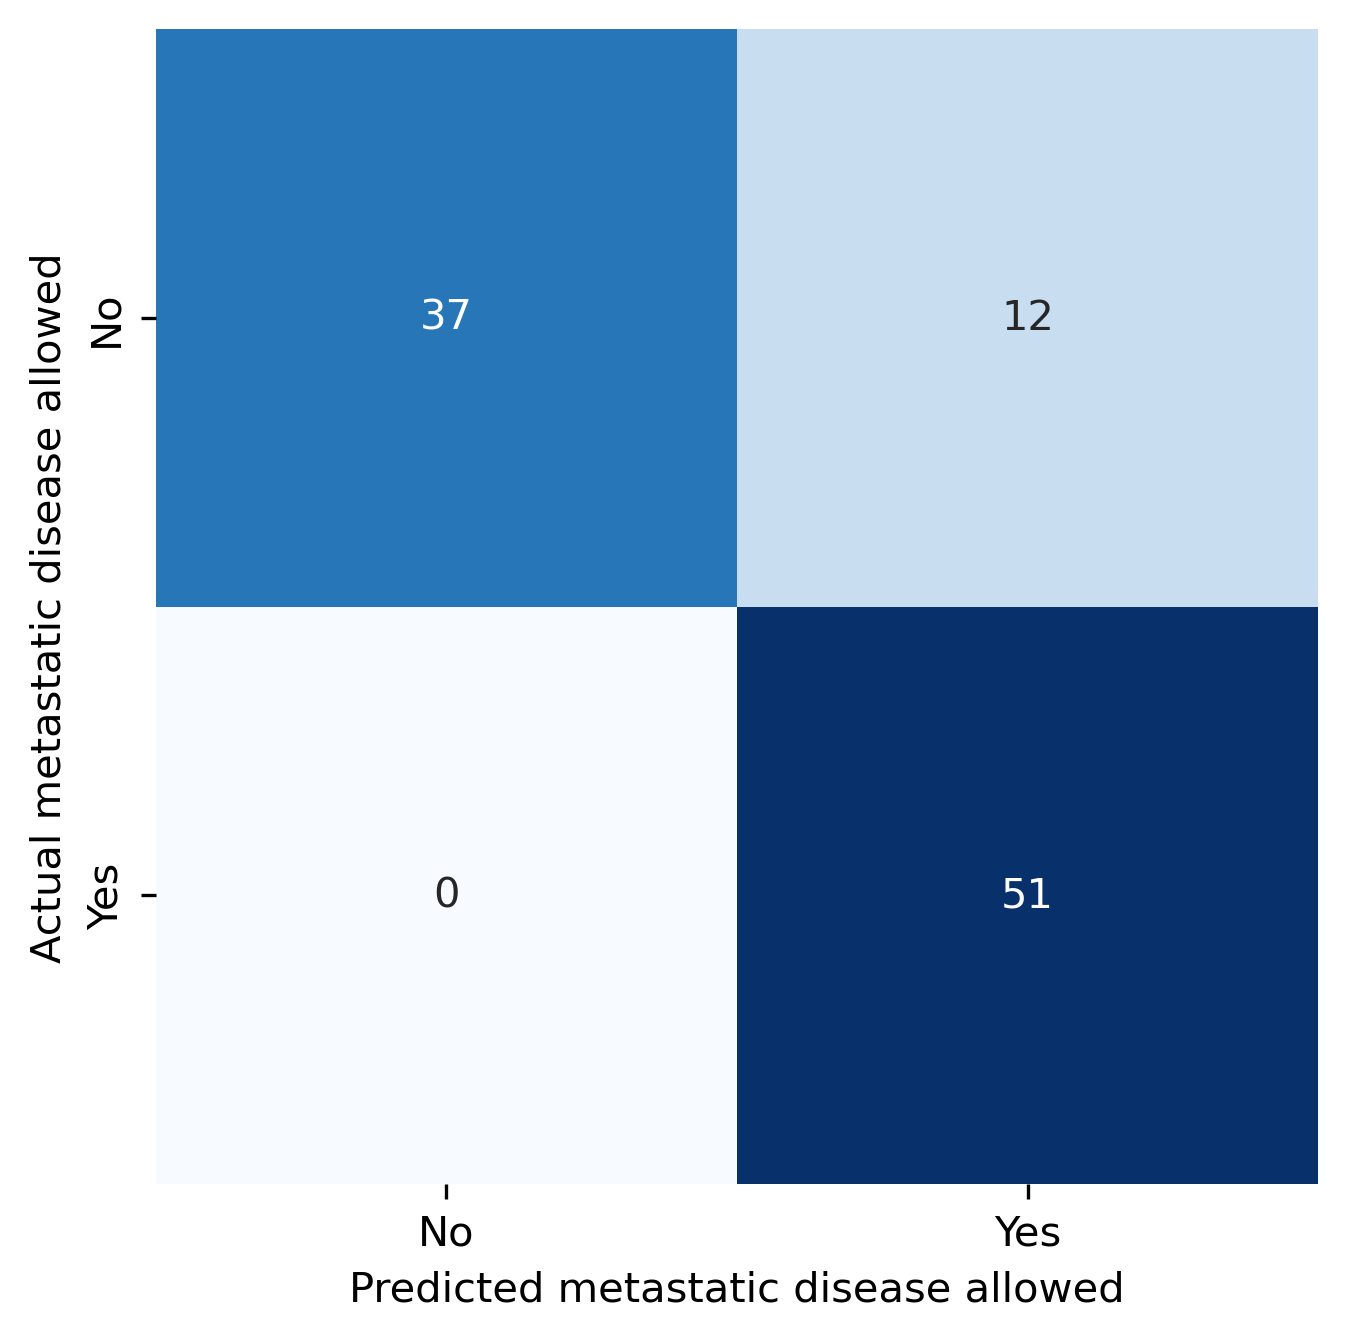 Actual metastatic disease allowed
No
Yes
37
12
0
51
No
Yes
Predicted metastatic disease allowed